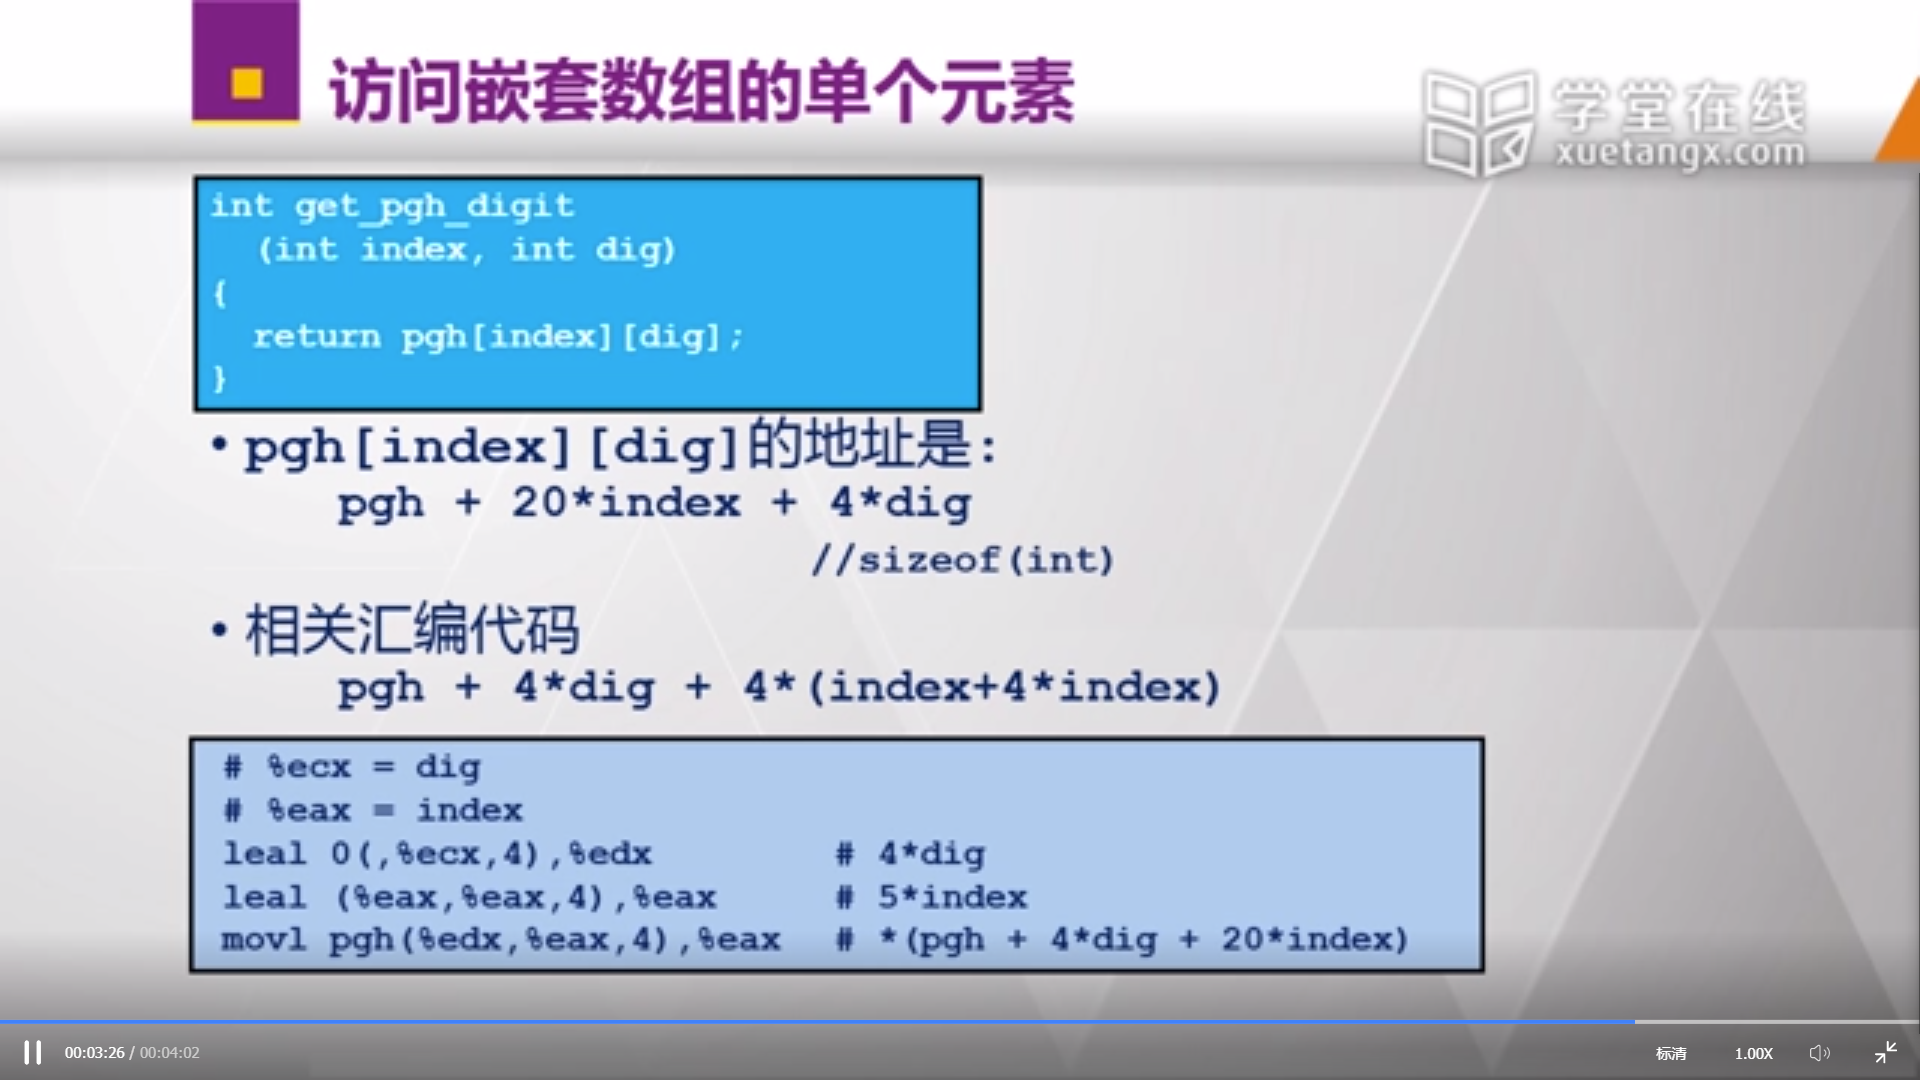 访问嵌套数组的单个元素
学堂在线
xuetangx.com
int get_pgh_digit
(int index, int dig)
{
return pgh[index][dig];
}
• pgh[index][dig]的地址是:
pgh + 20*index + 4*dig
//sizeof(int)
• 相关汇编代码
pgh + 4*dig + 4*(index+4*index)
# %ecx = dig
# %eax = index
leal 0(,%ecx,4),%edx # 4*dig
leal (%eax,%eax,4),%eax # 5*index
movl pgh(%edx,%eax,4),%eax # *(pgh + 4*dig + 20*index)
00:03:26 / 00:04:02
标清
1.00X